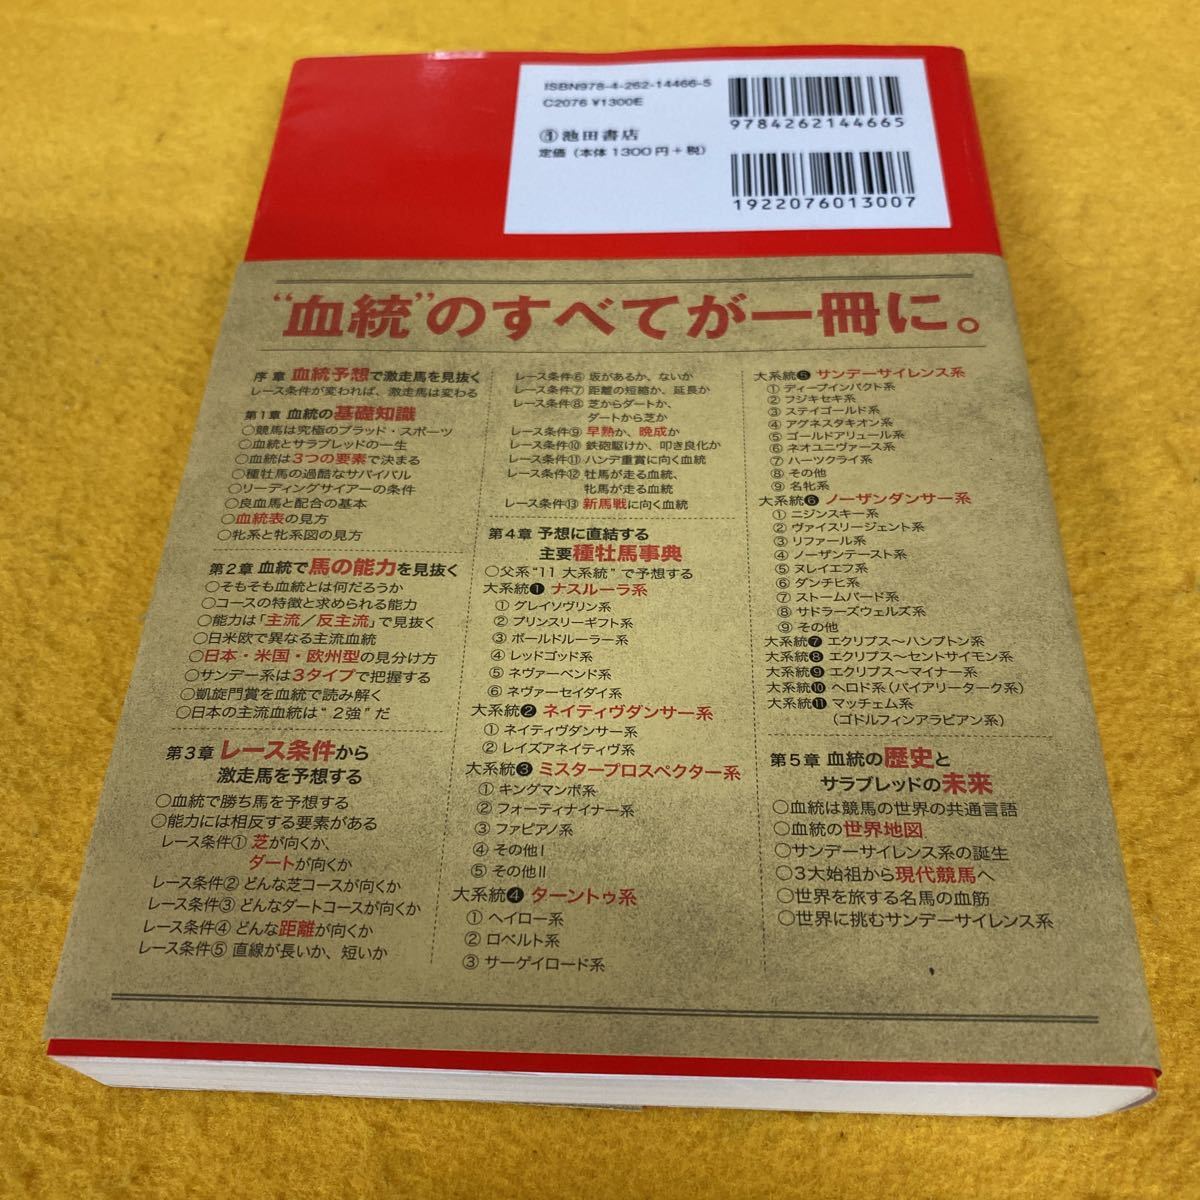 ISBN978-4-262-14466-5
C2076 ¥1300E
池田書店
定価（本体1300円+税）
9784262144665
1922076013007
“血統”のすべてが一冊に。
序章 血統予想で激走馬を見抜く
レース条件が変われば、激走馬は変わる
第1章 血統の基礎知識
○競馬は究極のブラッド・スポーツ
○血統とサラブレッドの一生
○血統は3つの要素で決まる
○種牡馬の過酷なサバイバル
○リーディングサイアーの条件
○良血馬と配合の基本
○血統表の見方
○牝系と牝系図の見方
第2章 血統で馬の能力を見抜く
○そもそも血統とは何だろうか
○コースの特徴と求められる能力
○能力は「主流／反主流」で見抜く
○日米欧で異なる主流血統
○日本・米国・欧州型の見分け方
○サンデー系は3タイプで把握する
○凱旋門賞を血統で読み解く
○日本の主流血統は“2強”だ
第3章 レース条件から
激走馬を予想する
○血統で勝ち馬を予想する
○能力には相反する要素がある
レース条件① 芝が向くか、
ダートが向くか
レース条件② どんな芝コースが向くか
レース条件③ どんなダートコースが向くか
レース条件④ どんな距離が向くか
レース条件⑤ 直線が長いか、短いか
レース条件⑥ 坂があるか、ないか
レース条件⑦ 距離の短縮か、延長か
レース条件⑧ 芝からダートか、
ダートから芝か
レース条件⑨ 早熟か、晩成か
レース条件⑩ 鉄砲駆けか、叩き良化か
レース条件⑪ ハンデ重賞に向く血統
レース条件⑫ 牡馬が走る血統、
牝馬が走る血統
レース条件⑬ 新馬戦に向く血統
第4章 予想に直結する
主要種牡馬事典
○父系“11大系統”で予想する
大系統❶ ナスルーラ系
① グレイソヴリン系
② プリンスリーギフト系
③ ボールドルーラー系
④ レッドゴッド系
⑤ ネヴァーベンド系
⑥ ネヴァーセイダイ系
大系統❷ ネイティヴダンサー系
① ネイティヴダンサー系
② レイズアネイティヴ系
大系統❸ ミスタープロスペクター系
① キングマンボ系
② フォーティナイナー系
③ ファピアノ系
④ その他Ⅰ
⑤ その他Ⅱ
大系統❹ ターントゥ系
① ヘイロー系
② ロベルト系
③ サーゲイロード系
大系統❺ サンデーサイレンス系
① ディープインパクト系
② フジキセキ系
③ ステイゴールド系
④ アグネスタキオン系
⑤ ゴールドアリュール系
⑥ ネオユニヴァース系
⑦ ハーツクライ系
⑧ その他
⑨ 名牝系
大系統❻ ノーザンダンサー系
① ニジンスキー系
② ヴァイスリージェント系
③ リファール系
④ ノーザンテースト系
⑤ ヌレイエフ系
⑥ ダンチヒ系
⑦ ストームバード系
⑧ サドラーズウェルズ系
⑨ その他
大系統❼ エクリプス〜ハンプトン系
大系統❽ エクリプス〜セントサイモン系
大系統❾ エクリプス〜マイナー系
大系統❿ ヘロド系（バイアリーターク系）
大系統⓫ マッチェム系
（ゴドルフィンアラビアン系）
第5章 血統の歴史と
サラブレッドの未来
○血統は競馬の世界の共通言語
○血統の世界地図
○サンデーサイレンス系の誕生
○3大始祖から現代競馬へ
○世界を旅する名馬の血筋
○世界に挑むサンデーサイレンス系